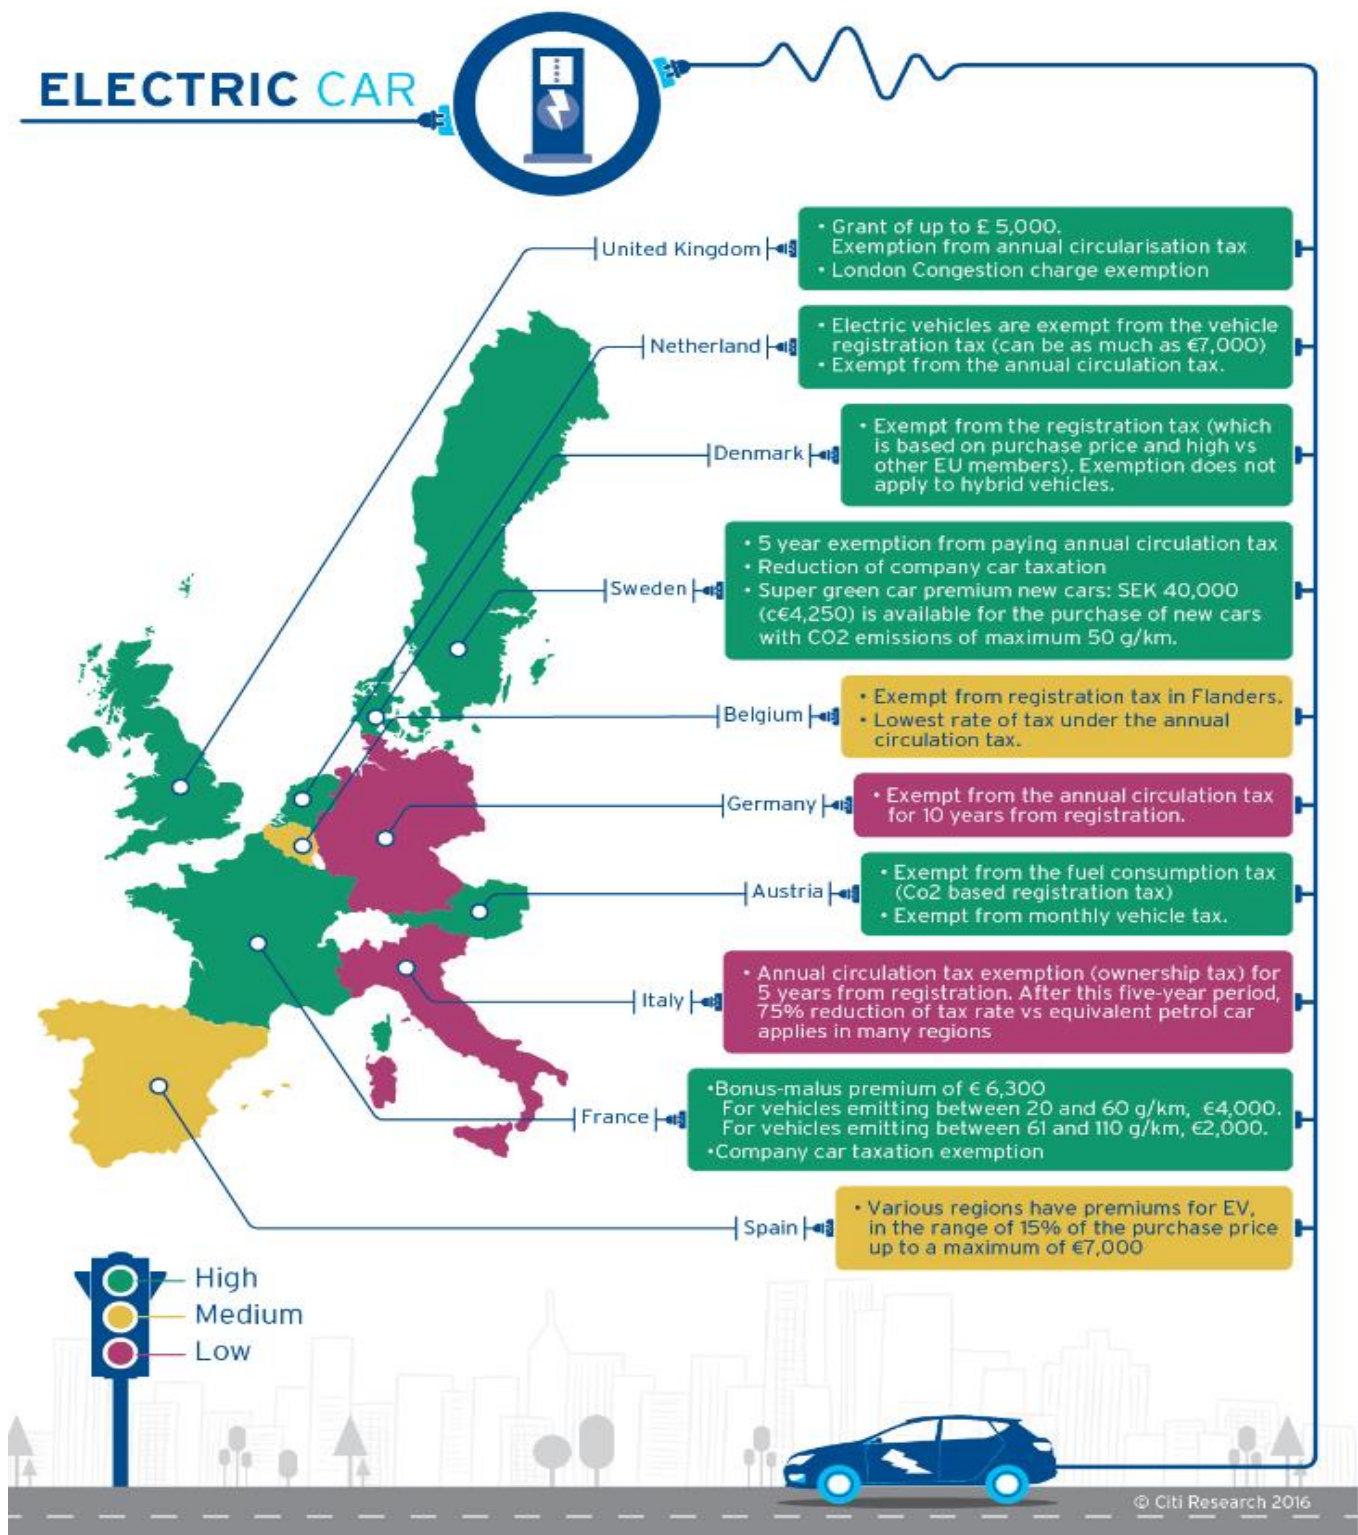 ELECTRIC CAR
United Kingdom
• Grant of up to £ 5,000.
Exemption from annual circularisation tax
• London Congestion charge exemption
Netherland
• Electric vehicles are exempt from the vehicle
registration tax (can be as much as €7,000)
• Exempt from the annual circulation tax.
Denmark
• Exempt from the registration tax (which
is based on purchase price and high vs
other EU members). Exemption does not
apply to hybrid vehicles.
Sweden
• 5 year exemption from paying annual circulation tax
• Reduction of company car taxation
• Super green car premium new cars: SEK 40,000
(c€4,250) is available for the purchase of new cars
with CO2 emissions of maximum 50 g/km.
Belgium
• Exempt from registration tax in Flanders.
• Lowest rate of tax under the annual
circulation tax.
Germany
• Exempt from the annual circulation tax
for 10 years from registration.
Austria
• Exempt from the fuel consumption tax
(Co2 based registration tax)
• Exempt from monthly vehicle tax.
Italy
• Annual circulation tax exemption (ownership tax) for
5 years from registration. After this five-year period,
75% reduction of tax rate vs equivalent petrol car
applies in many regions
France
•Bonus-malus premium of € 6,300
For vehicles emitting between 20 and 60 g/km, €4,000.
For vehicles emitting between 61 and 110 g/km, €2,000.
•Company car taxation exemption
Spain
• Various regions have premiums for EV,
in the range of 15% of the purchase price
up to a maximum of €7,000
High
Medium
Low
© Citi Research 2016